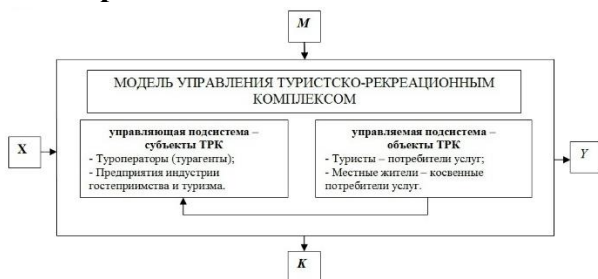 M
МОДЕЛЬ УПРАВЛЕНИЯ ТУРИСТСКО-РЕКРЕАЦИОННЫМ
КОМПЛЕКСОМ
управляющая подсистема –
субъекты ТРК
- Туроператоры (турагенты);
- Предприятия индустрии
гостеприимства и туризма.
управляемая подсистема –
объекты ТРК
- Туристы – потребители услуг;
- Местные жители – косвенные
потребители услуг.
X
Y
K